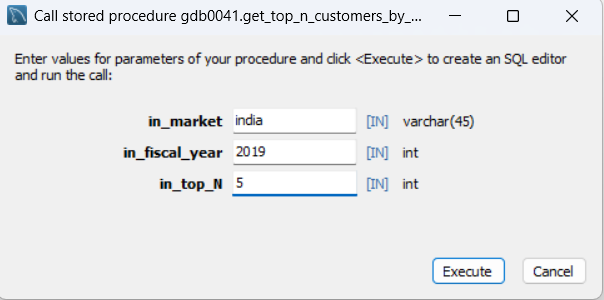 Call stored procedure gdb0041.get_top_n_customers_by_...
Enter values for parameters of your procedure and click <Execute> to create an SQL editor
and run the call:
in_market india [IN] varchar(45)
in_fiscal_year 2019 [IN] int
in_top_N 5 [IN] int
Execute Cancel